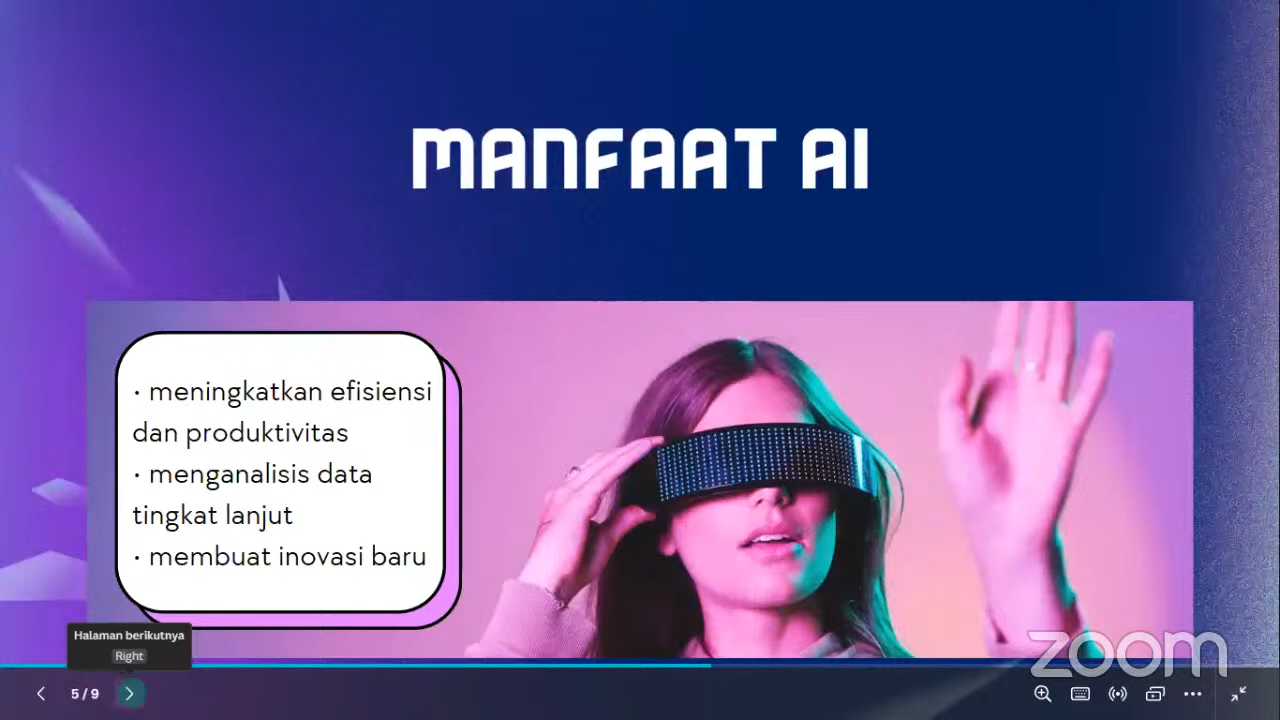 MANFAAT AI
· meningkatkan efisiensi
dan produktivitas
· menganalisis data
tingkat lanjut
· membuat inovasi baru
Halaman berikutnya
Right
5 / 9
zoom